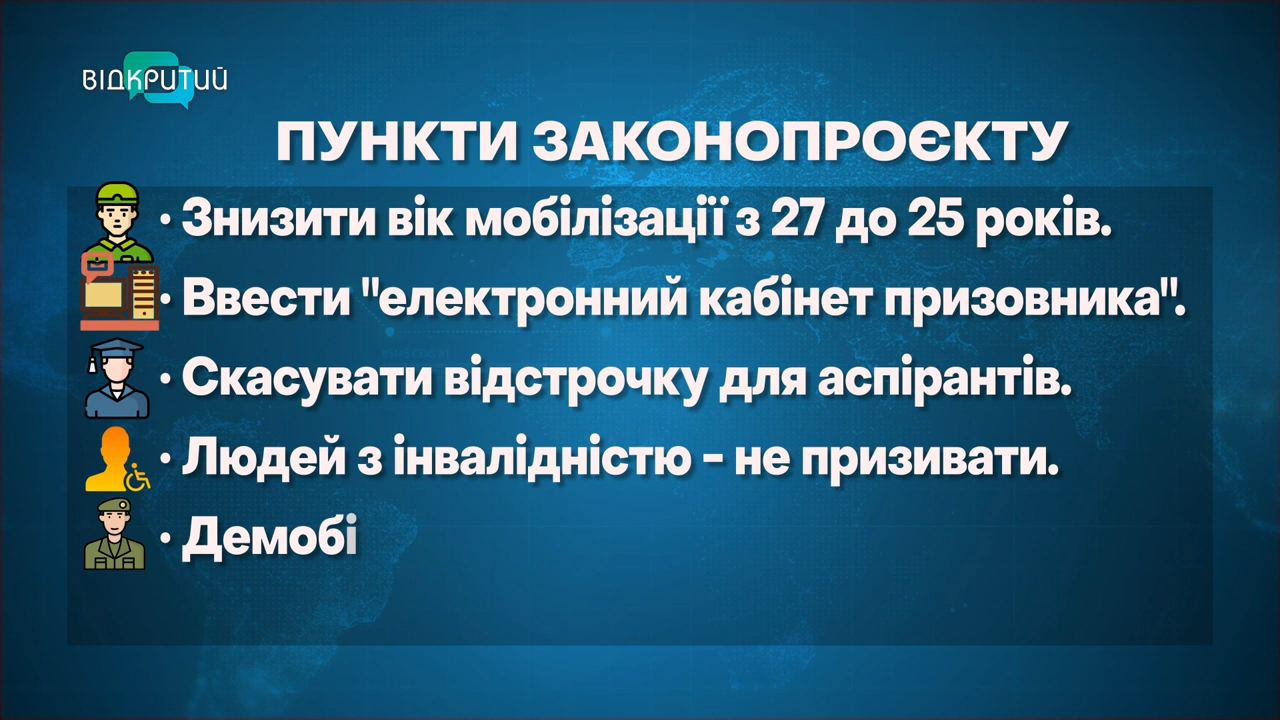 ВІДКРИТИЙ
ПУНКТИ ЗАКОНОПРОЄКТУ
· Знизити вік мобілізації з 27 до 25 років.
· Ввести "електронний кабінет призовника".
· Скасувати відстрочку для аспірантів.
· Людей з інвалідністю - не призивати.
· Демобі